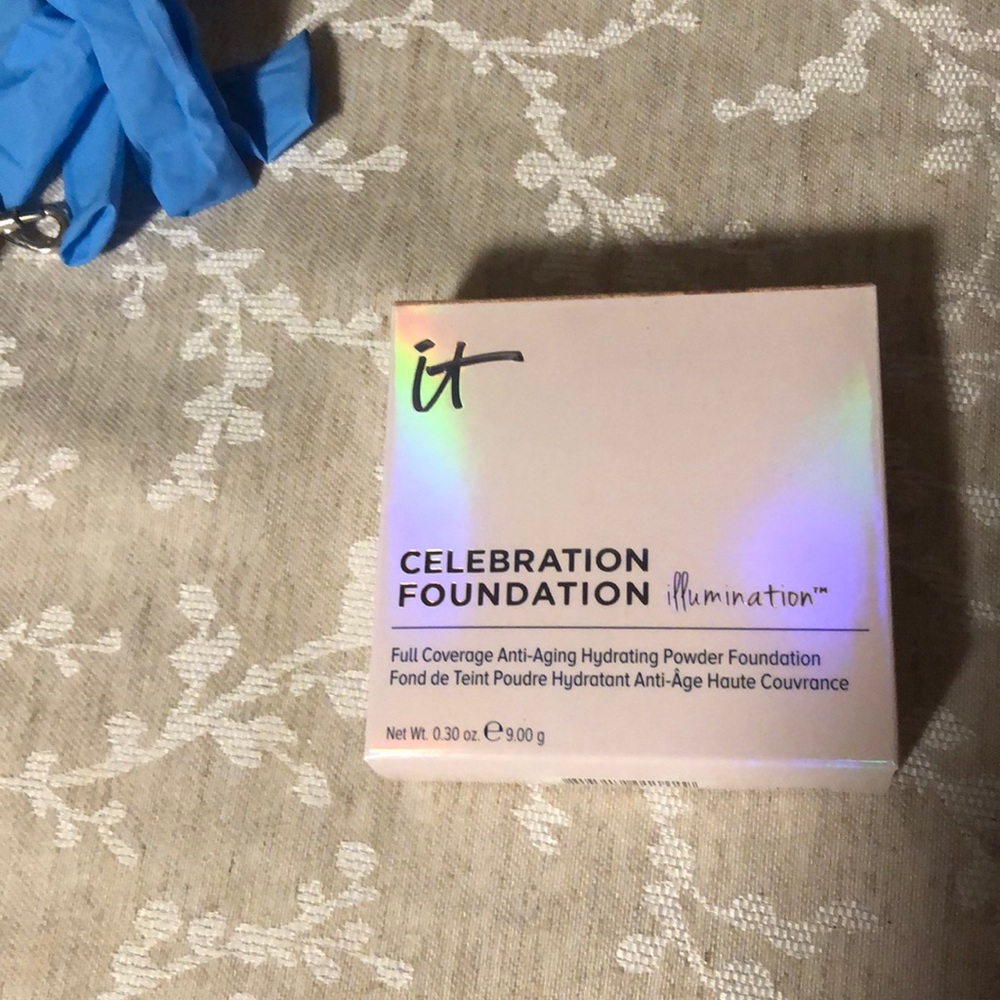 it
CELEBRATION
FOUNDATION illumination™
Full Coverage Anti-Aging Hydrating Powder Foundation
Fond de Teint Poudre Hydratant Anti-Âge Haute Couvrance
Net Wt. 0.30 oz. ℮ 9.00 g